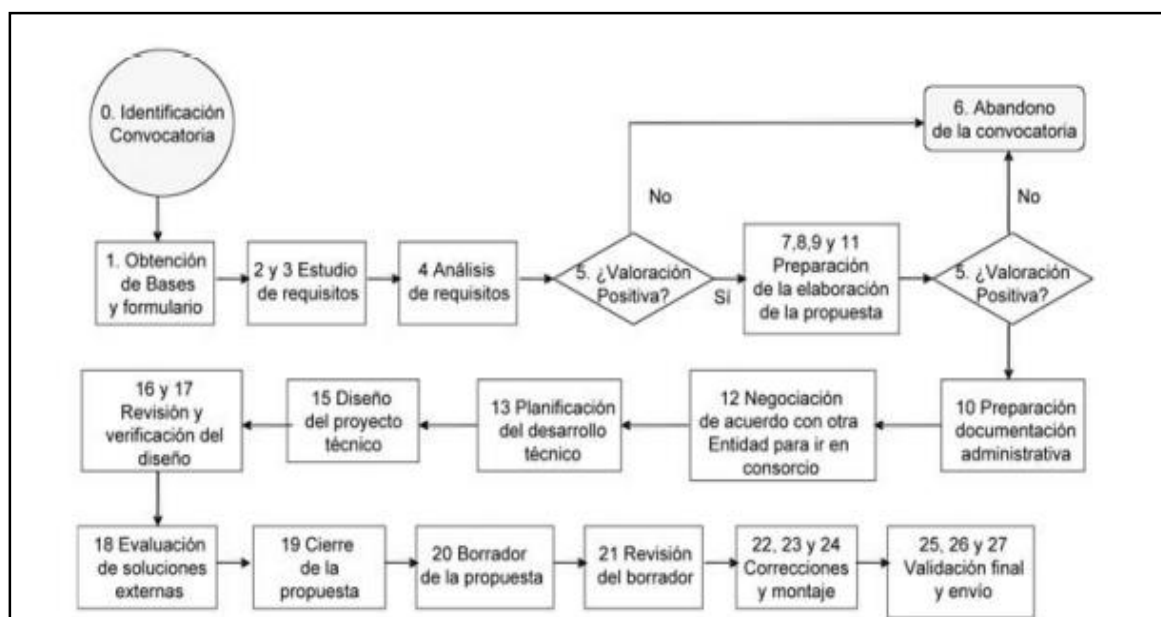 0. Identificación
Convocatoria
6. Abandono
de la convocatoria
No
No
1. Obtención
de Bases
y formulario
2 y 3 Estudio
de requisitos
4 Análisis
de requisitos
5. ¿Valoración
Positiva?
Sí
7,8,9 y 11
Preparación
de la elaboración
de la propuesta
5. ¿Valoración
Positiva?
16 y 17
Revisión y
verificación del
diseño
15 Diseño
del proyecto
técnico
13 Planificación
del desarrollo
técnico
12 Negociación
de acuerdo con otra
Entidad para ir en
consorcio
10 Preparación
documentación
administrativa
18 Evaluación
de soluciones
externas
19 Cierre
de la
propuesta
20 Borrador
de la propuesta
21 Revisión
del borrador
22, 23 y 24
Correcciones
y montaje
25, 26 y 27
Validación final
y envío